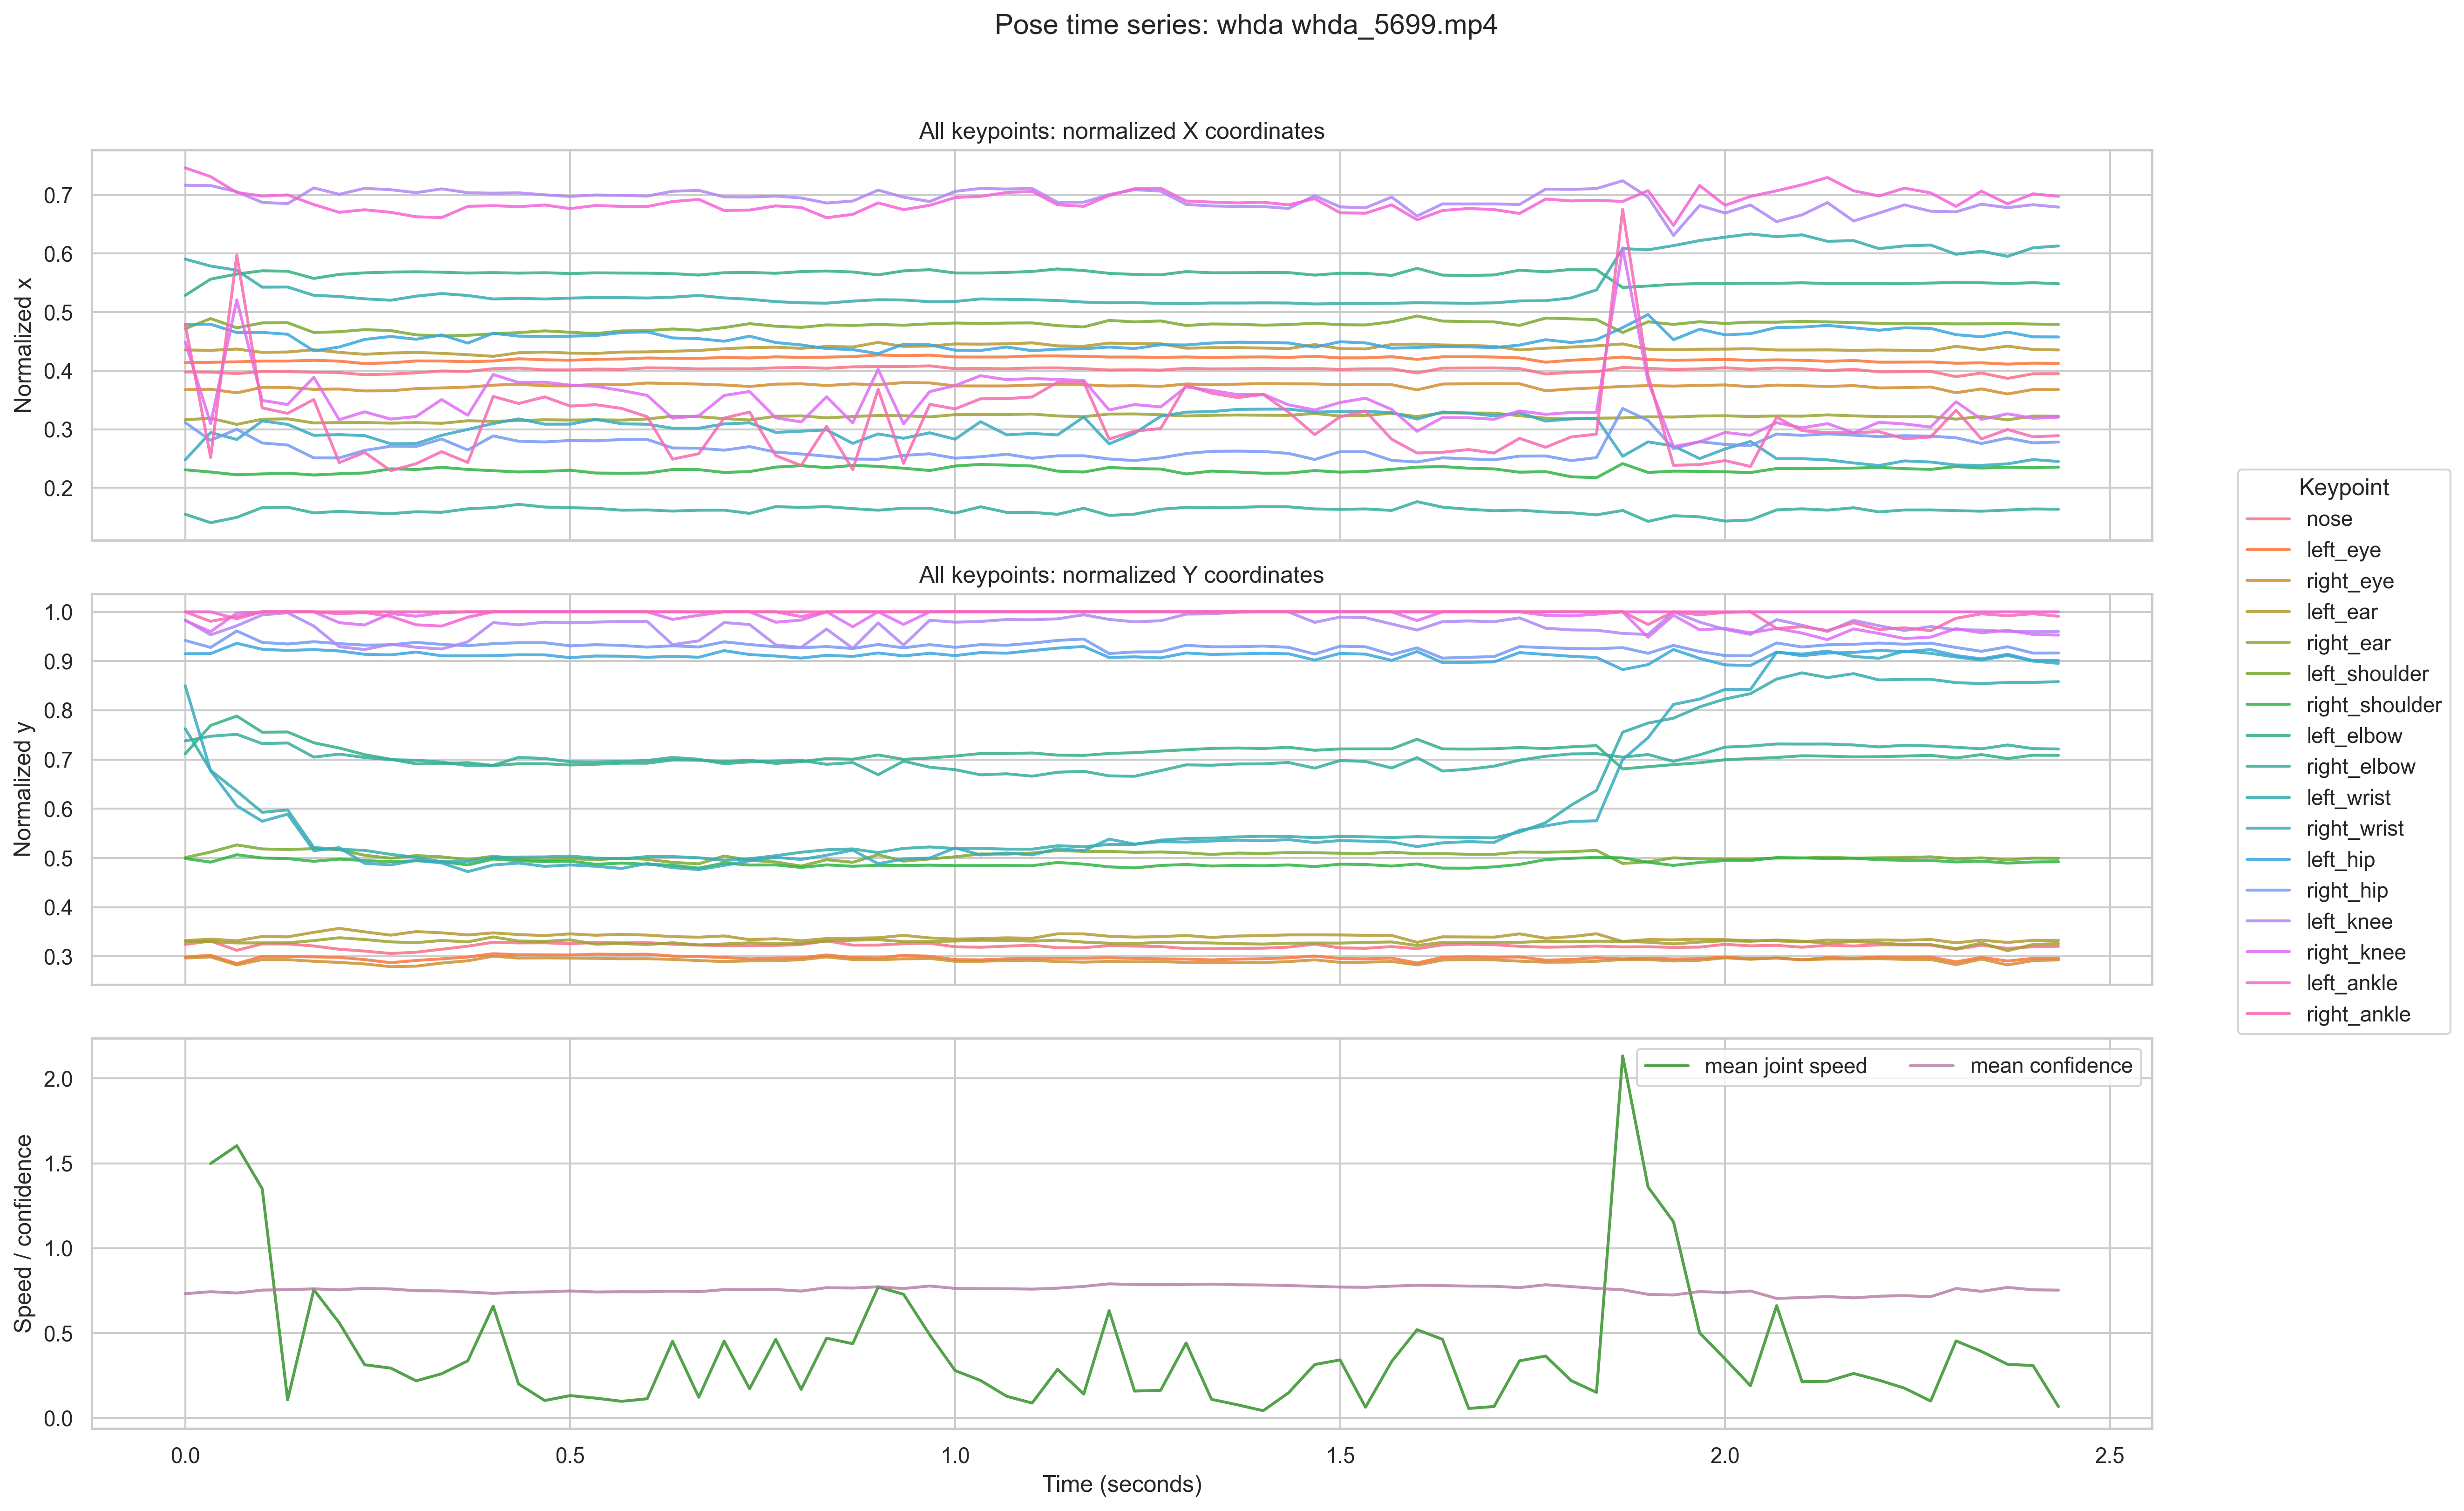 Pose time series: whda whda_5699.mp4
All keypoints: normalized X coordinates
Normalized x
0.7
0.6
0.5
0.4
0.3
0.2
All keypoints: normalized Y coordinates
Normalized y
1.0
0.9
0.8
0.7
0.6
0.5
0.4
0.3
Keypoint
nose
left_eye
right_eye
left_ear
right_ear
left_shoulder
right_shoulder
left_elbow
right_elbow
left_wrist
right_wrist
left_hip
right_hip
left_knee
right_knee
left_ankle
right_ankle
mean joint speed
mean confidence
Speed / confidence
2.0
1.5
1.0
0.5
0.0
0.0
0.5
1.0
1.5
2.0
2.5
Time (seconds)